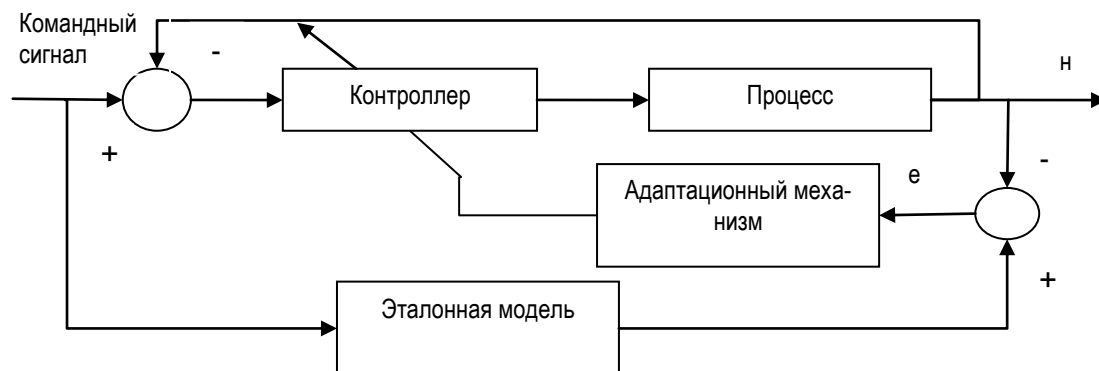 Командный
сигнал
-
н
Контроллер
Процесс
+
-
е
Адаптационный меха-
низм
+
Эталонная модель